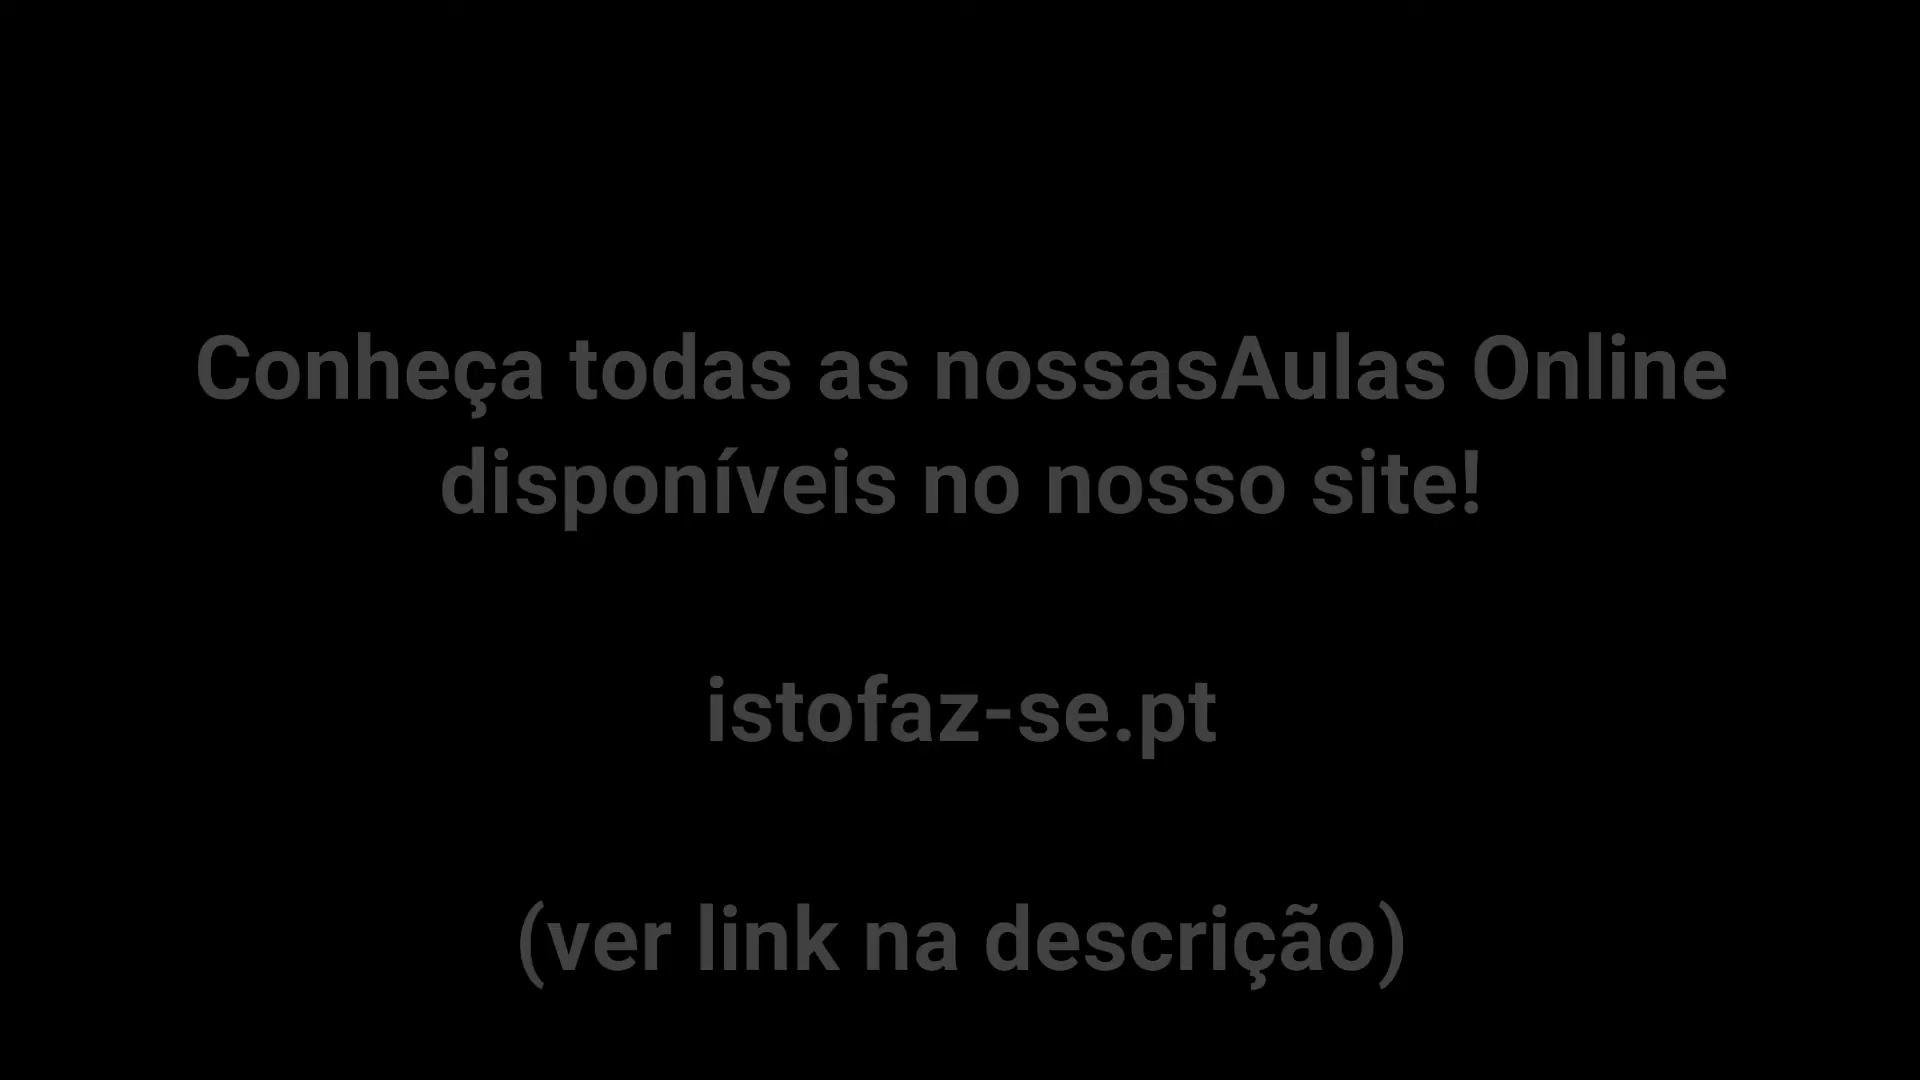 Conheça todas as nossasAulas Online
disponíveis no nosso site!
istofaz-se.pt
(ver link na descrição)